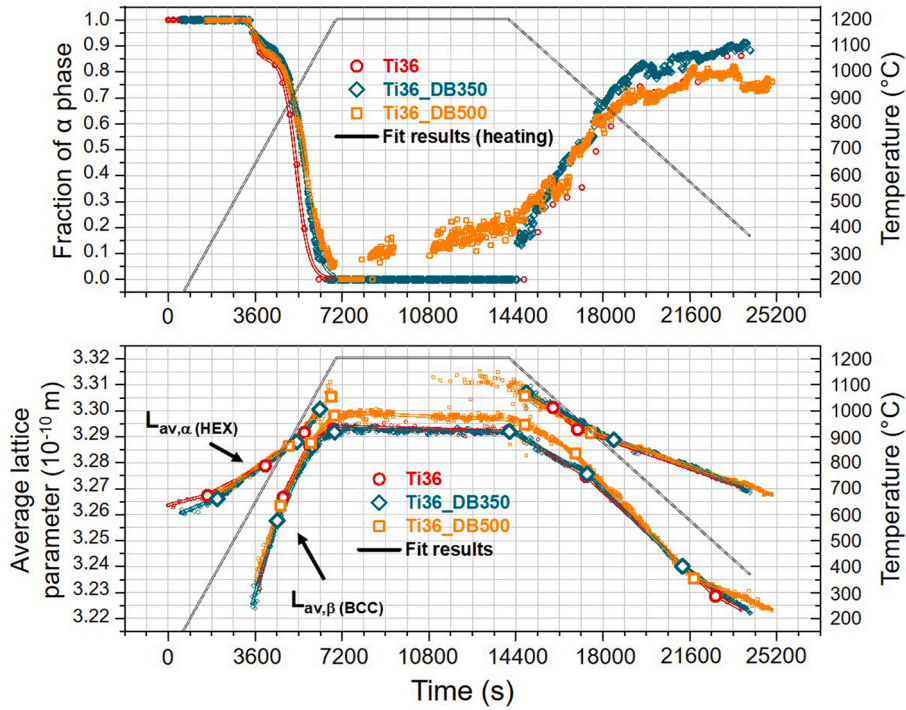 Fraction of α phase
1.0
0.9
0.8
0.7
0.6
0.5
0.4
0.3
0.2
0.1
0.0
Ti36
Ti36_DB350
Ti36_DB500
Fit results (heating)
1200
1100
1000
900
800
700
600
500
400
300
200
Temperature (°C)
0 3600 7200 10800 14400 18000 21600 25200
Average lattice
parameter (10⁻¹⁰ m)
3.32
3.31
3.30
3.29
3.28
3.27
3.26
3.25
3.24
3.23
3.22
Lav,α (HEX)
Ti36
Ti36_DB350
Ti36_DB500
Fit results
Lav,β (BCC)
1200
1100
1000
900
800
700
600
500
400
300
200
Temperature (°C)
0 3600 7200 10800 14400 18000 21600 25200
Time (s)